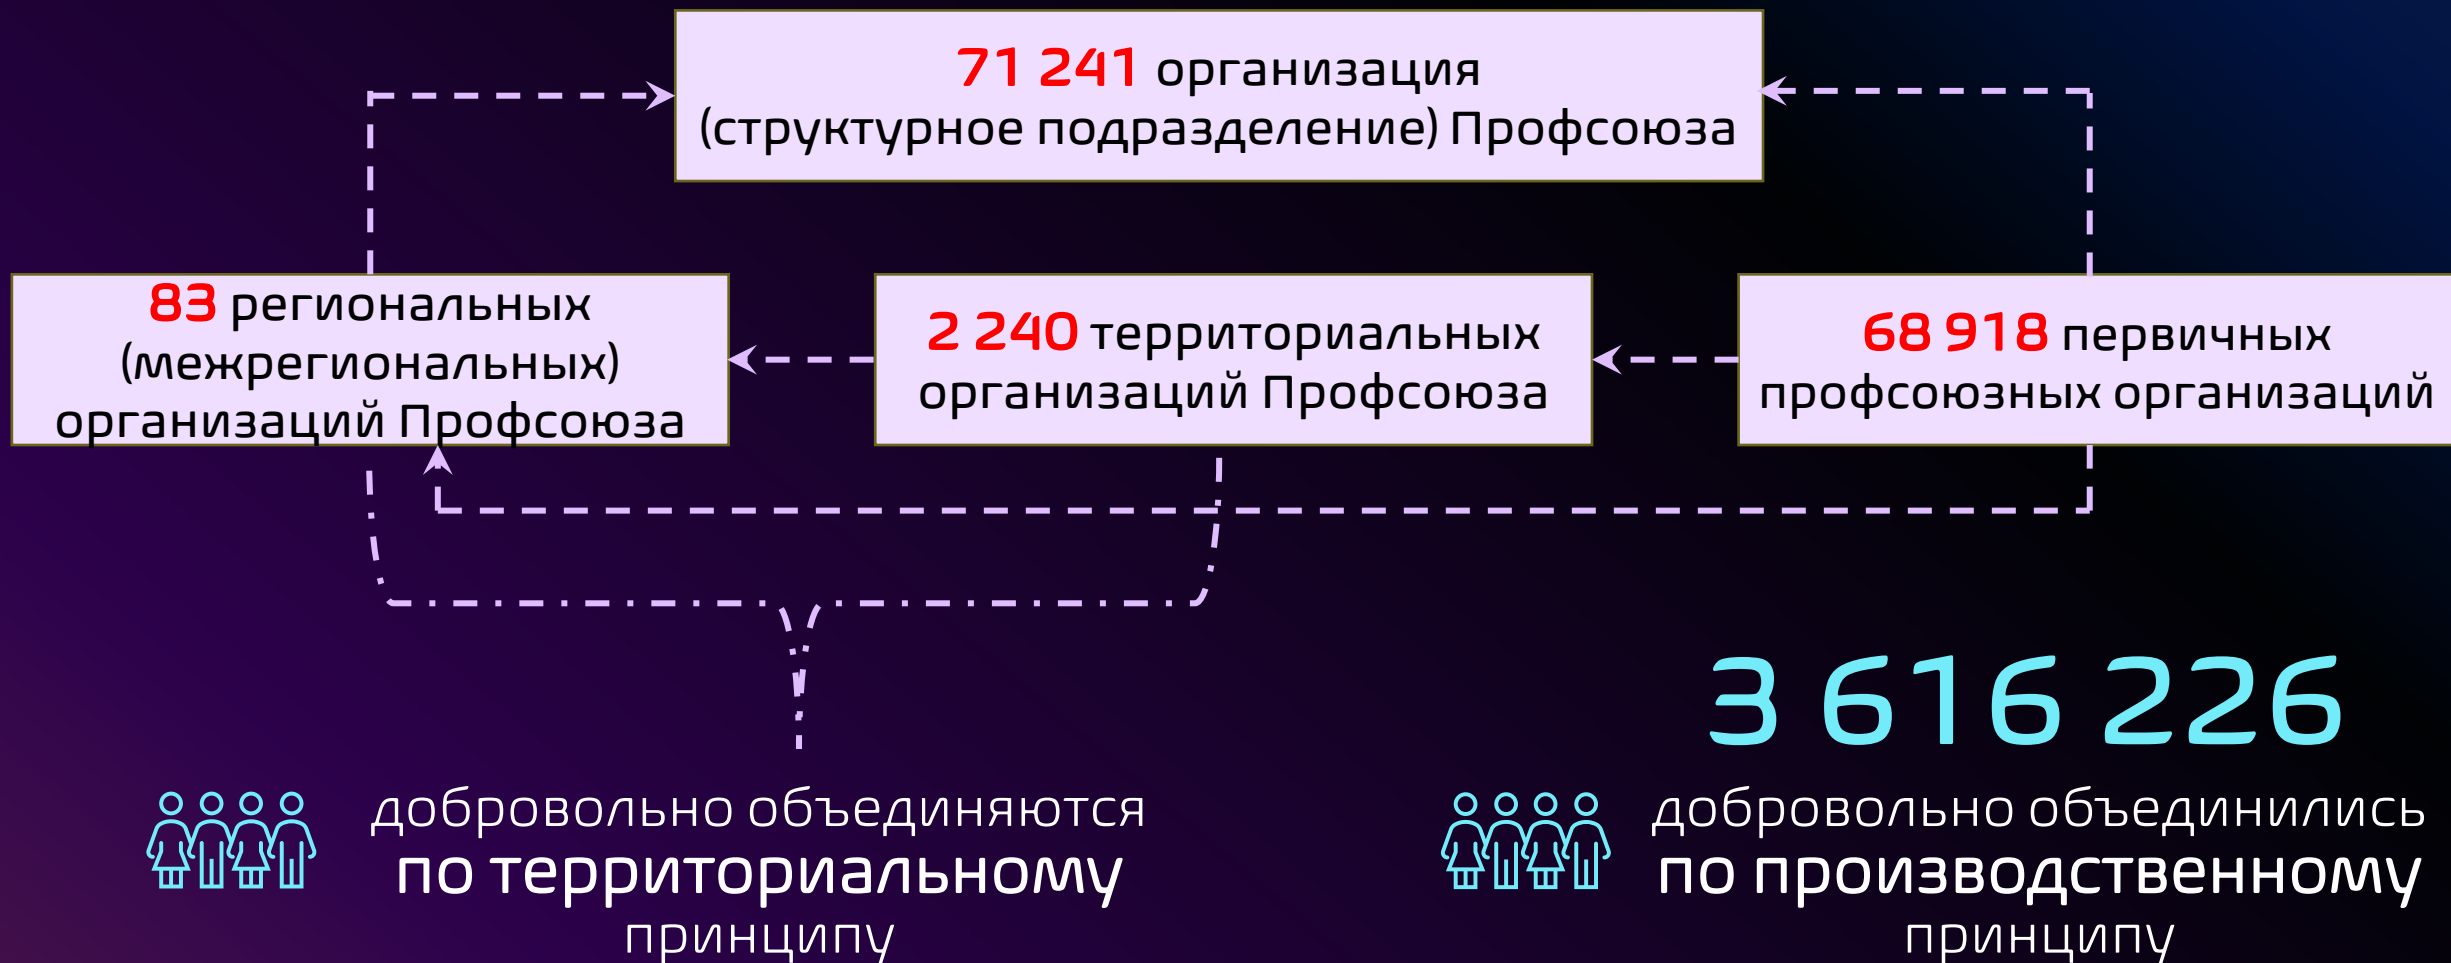 71 241 организация
(структурное подразделение) Профсоюза
83 региональных
(межрегиональных)
организаций Профсоюза
2 240 территориальных
организаций Профсоюза
68 918 первичных
профсоюзных организаций
3 616 226
добровольно объединяются
по территориальному
принципу
добровольно объединились
по производственному
принципу